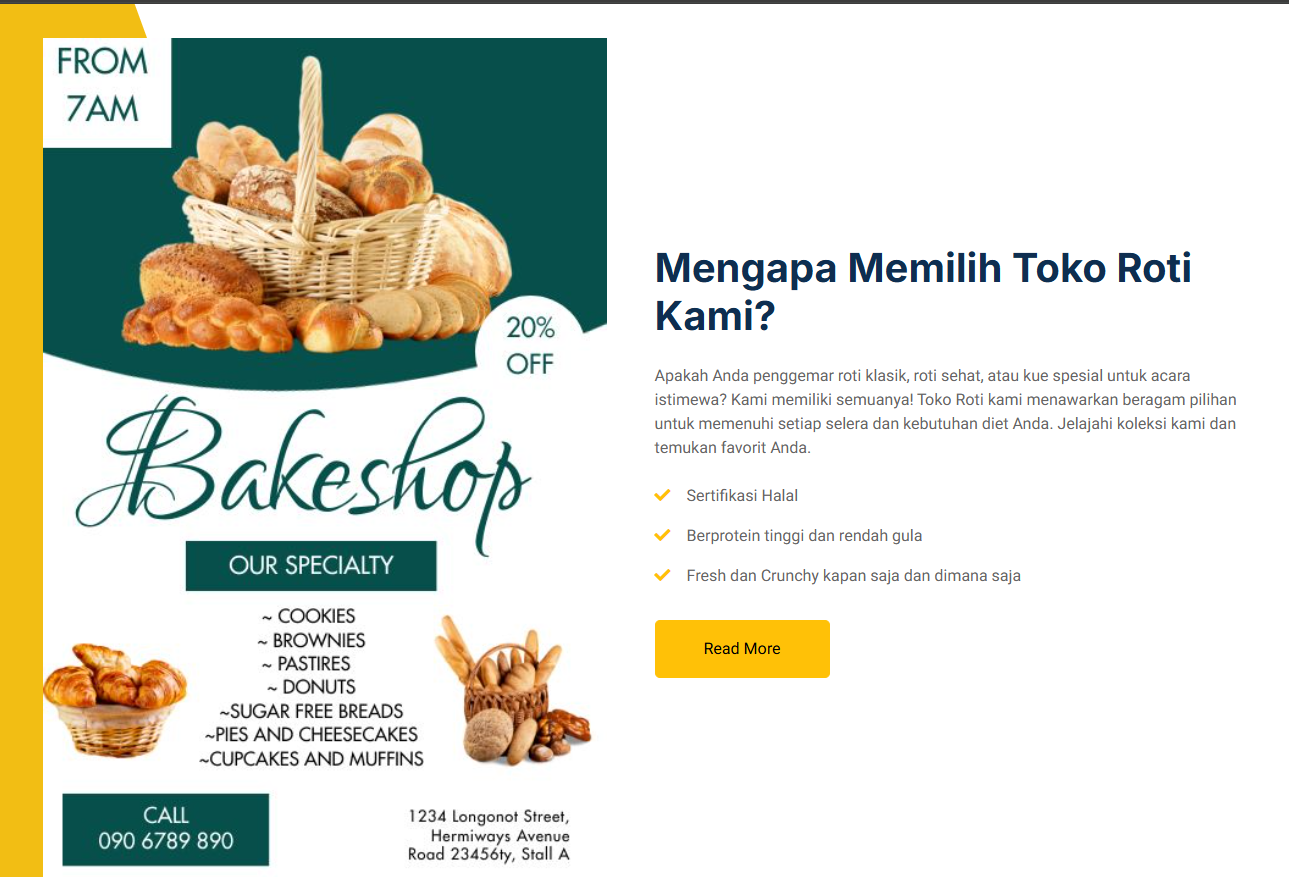 FROM
7AM
20%
OFF
Bakeshop
OUR SPECIALTY
~ COOKIES
~ BROWNIES
~ PASTIRES
~ DONUTS
~SUGAR FREE BREADS
~PIES AND CHEESECAKES
~CUPCAKES AND MUFFINS
CALL
090 6789 890
1234 Longonot Street,
Hermiways Avenue
Road 23456ty, Stall A
Mengapa Memilih Toko Roti
Kami?
Apakah Anda penggemar roti klasik, roti sehat, atau kue spesial untuk acara
istimewa? Kami memiliki semuanya! Toko Roti kami menawarkan beragam pilihan
untuk memenuhi setiap selera dan kebutuhan diet Anda. Jelajahi koleksi kami dan
temukan favorit Anda.
Sertifikasi Halal
Berprotein tinggi dan rendah gula
Fresh dan Crunchy kapan saja dan dimana saja
Read More